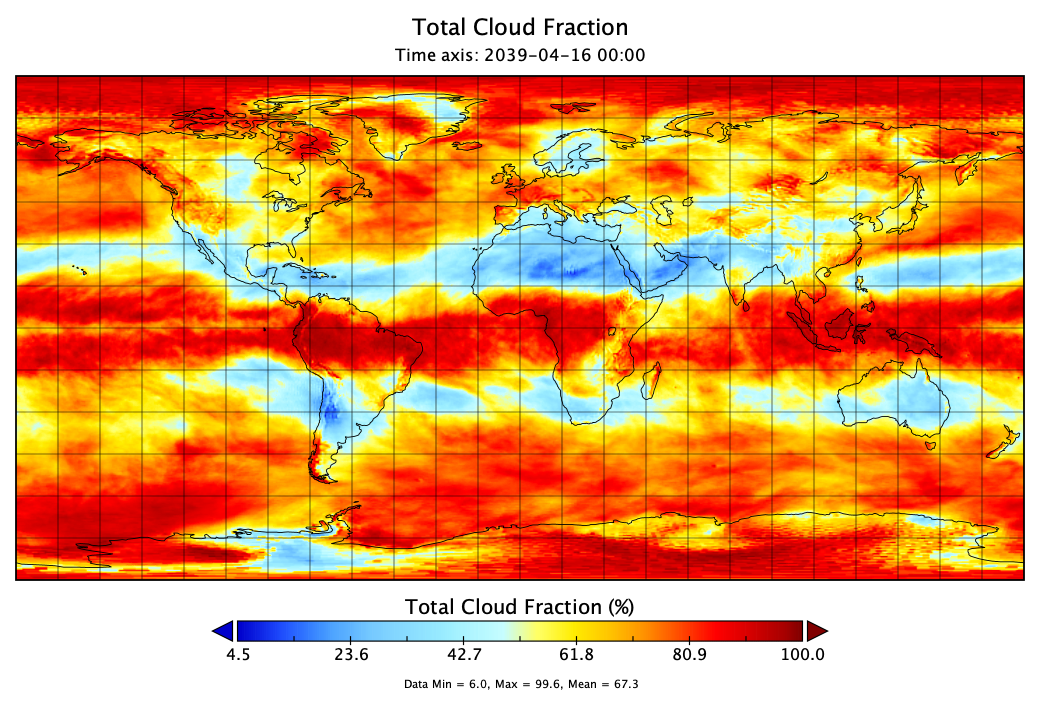 Total Cloud Fraction
Time axis: 2039-04-16 00:00
Total Cloud Fraction (%)
4.5 23.6 42.7 61.8 80.9 100.0
Data Min = 6.0, Max = 99.6, Mean = 67.3